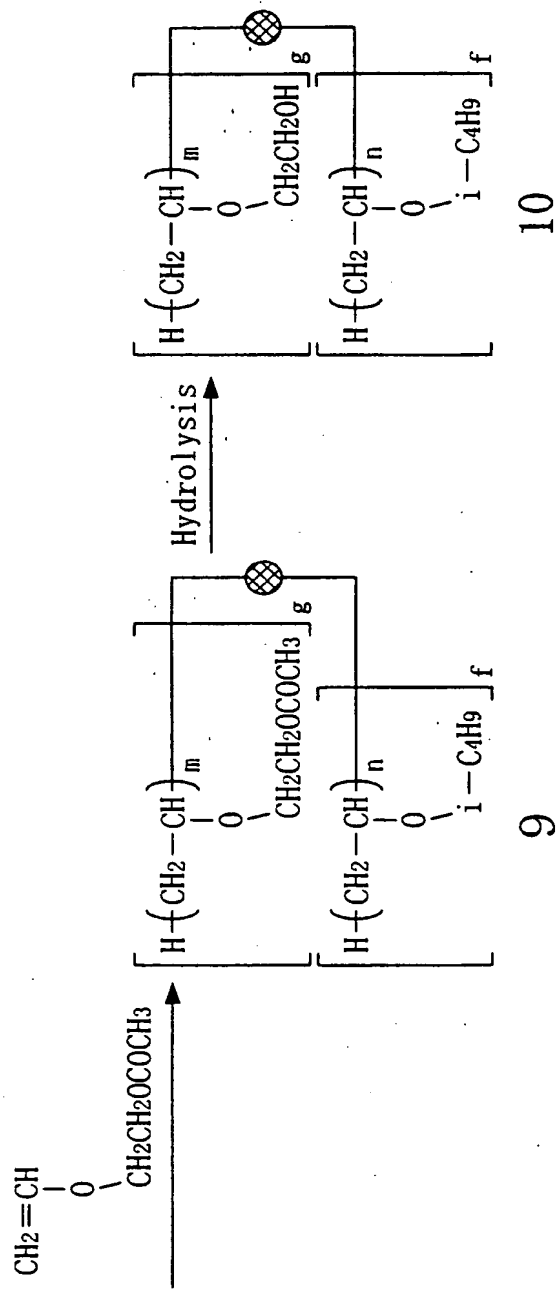 CH2=CH
O
CH2CH2OCOCH3
H(CH2-CH)m
O
CH2CH2OCOCH3
g
H(CH2-CH)n
O
i-C4H9
f
9
Hydrolysis
H(CH2-CH)m
O
CH2CH2OH
g
H(CH2-CH)n
O
i-C4H9
f
10